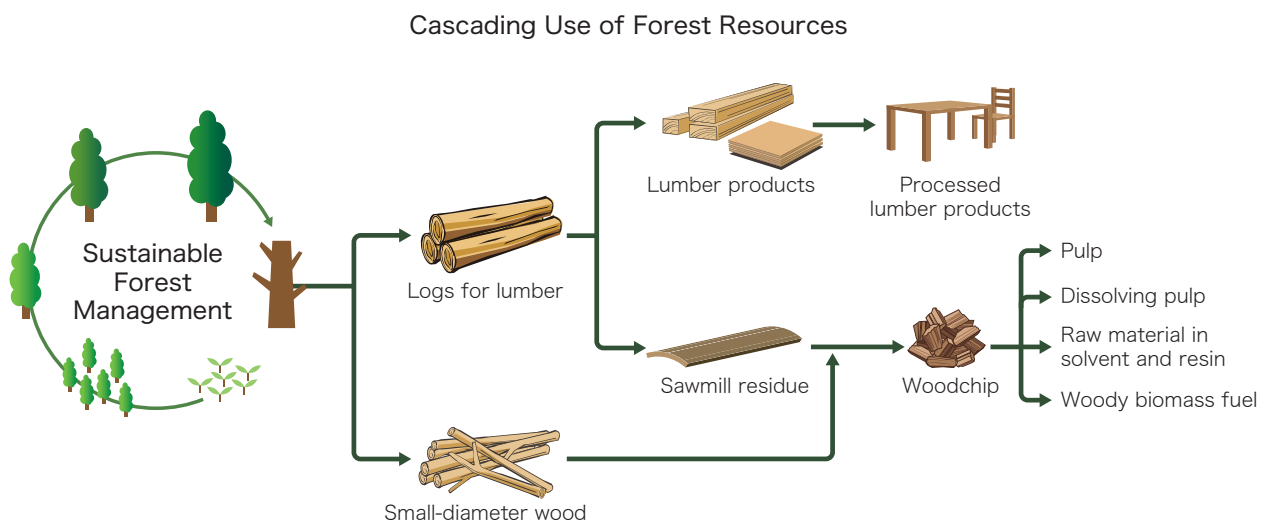 Cascading Use of Forest Resources
Sustainable
Forest
Management
Logs for lumber
Small-diameter wood
Lumber products
Processed
lumber products
Sawmill residue
Woodchip
Pulp
Dissolving pulp
Raw material in
solvent and resin
Woody biomass fuel